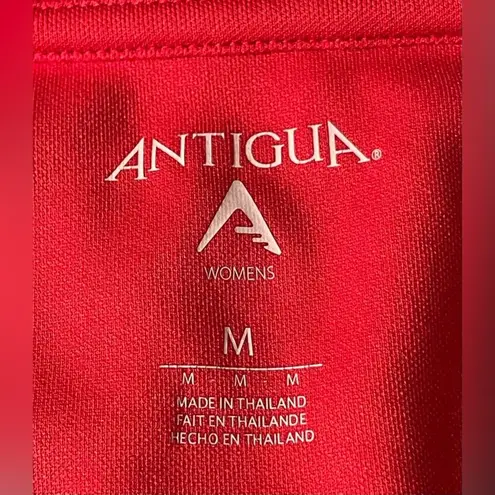 ANTIGUA®
WOMENS
M
M - M - M
MADE IN THAILAND
FAIT EN THAILANDE
HECHO EN THAILAND